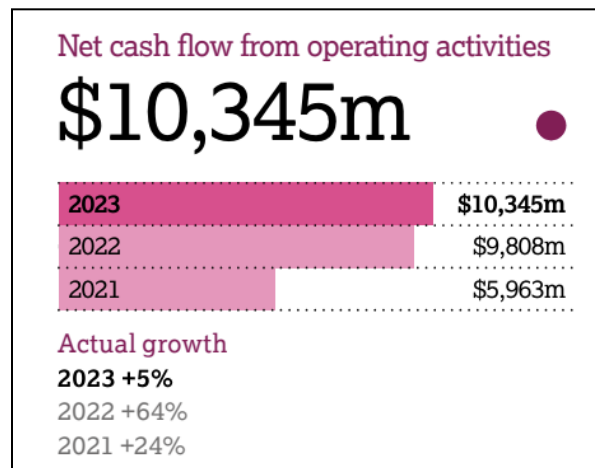 Net cash flow from operating activities
$10,345m
2023 $10,345m
2022 $9,808m
2021 $5,963m
Actual growth
2023 +5%
2022 +64%
2021 +24%